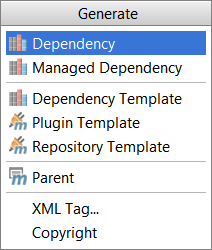 Generate
Dependency
Managed Dependency
Dependency Template
Plugin Template
Repository Template
Parent
XML Tag...
Copyright